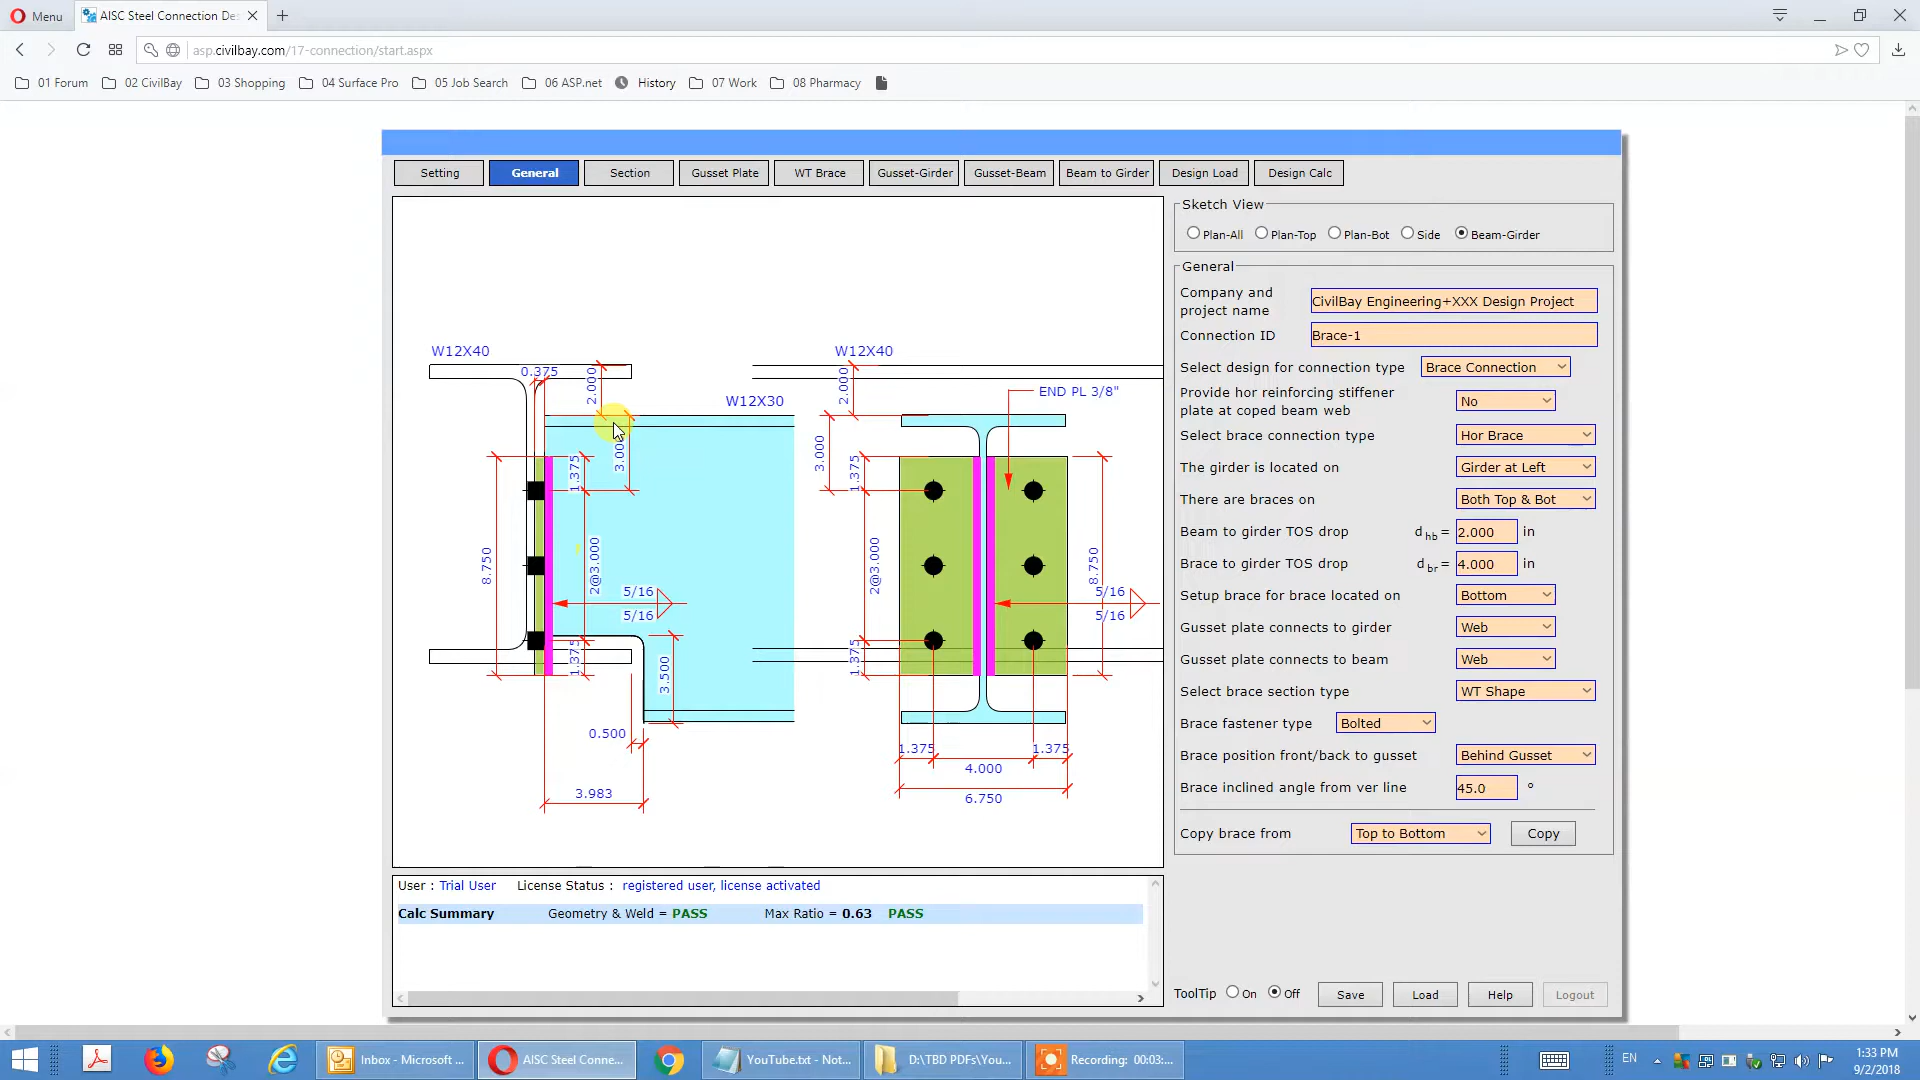 Menu
AISC Steel Connection De
asp.civilbay.com/17-connection/start.aspx
01 Forum
02 CivilBay
03 Shopping
04 Surface Pro
05 Job Search
06 ASP.net
History
07 Work
08 Pharmacy
Setting
General
Section
Gusset Plate
WT Brace
Gusset-Girder
Gusset-Beam
Beam to Girder
Design Load
Design Calc
W12X40
0.375
2.000
W12X30
3.000
1.375
8.750
2@3.000
5/16
5/16
1.375
3.500
0.500
3.983
W12X40
2.000
END PL 3/8"
3.000
1.375
2@3.000
8.750
5/16
5/16
1.375
1.375
1.375
4.000
6.750
Sketch View
Plan-All
Plan-Top
Plan-Bot
Side
Beam-Girder
General
Company and
project name
CivilBay Engineering+XXX Design Project
Connection ID
Brace-1
Select design for connection type
Brace Connection
Provide hor reinforcing stiffener
plate at coped beam web
No
Select brace connection type
Hor Brace
The girder is located on
Girder at Left
There are braces on
Both Top & Bot
Beam to girder TOS drop
d hb = 2.000 in
Brace to girder TOS drop
d br = 4.000 in
Setup brace for brace located on
Bottom
Gusset plate connects to girder
Web
Gusset plate connects to beam
Web
Select brace section type
WT Shape
Brace fastener type
Bolted
Brace position front/back to gusset
Behind Gusset
Brace inclined angle from ver line
45.0 °
Copy brace from
Top to Bottom
Copy
User : Trial User License Status : registered user, license activated
Calc Summary Geometry & Weld = PASS Max Ratio = 0.63 PASS
ToolTip
On
Off
Save
Load
Help
Logout
Inbox - Microsoft ...
AISC Steel Conne...
YouTube.txt - Not...
D:\TBD PDFs\You...
Recording: 00:03:...
EN
1:33 PM
9/2/2018